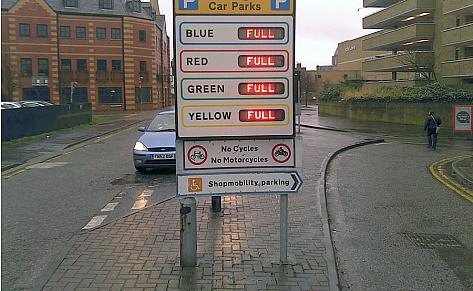 P Car Parks P
BLUE FULL
RED FULL
GREEN FULL
YELLOW FULL
No Cycles
No Motorcycles
Shopmobility, parking